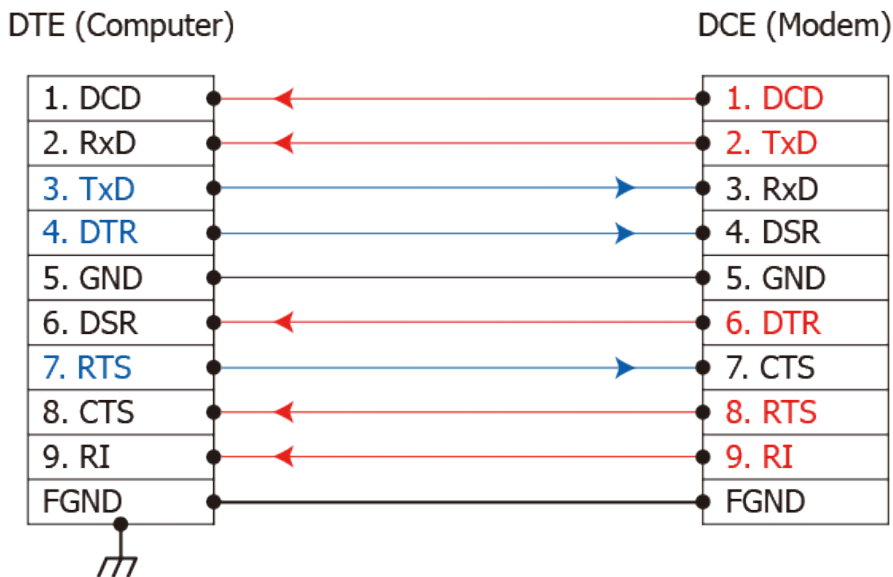 DTE (Computer)
DCE (Modem)
1. DCD
1. DCD
2. RxD
2. TxD
3. TxD
3. RxD
4. DTR
4. DSR
5. GND
5. GND
6. DSR
6. DTR
7. RTS
7. CTS
8. CTS
8. RTS
9. RI
9. RI
FGND
FGND